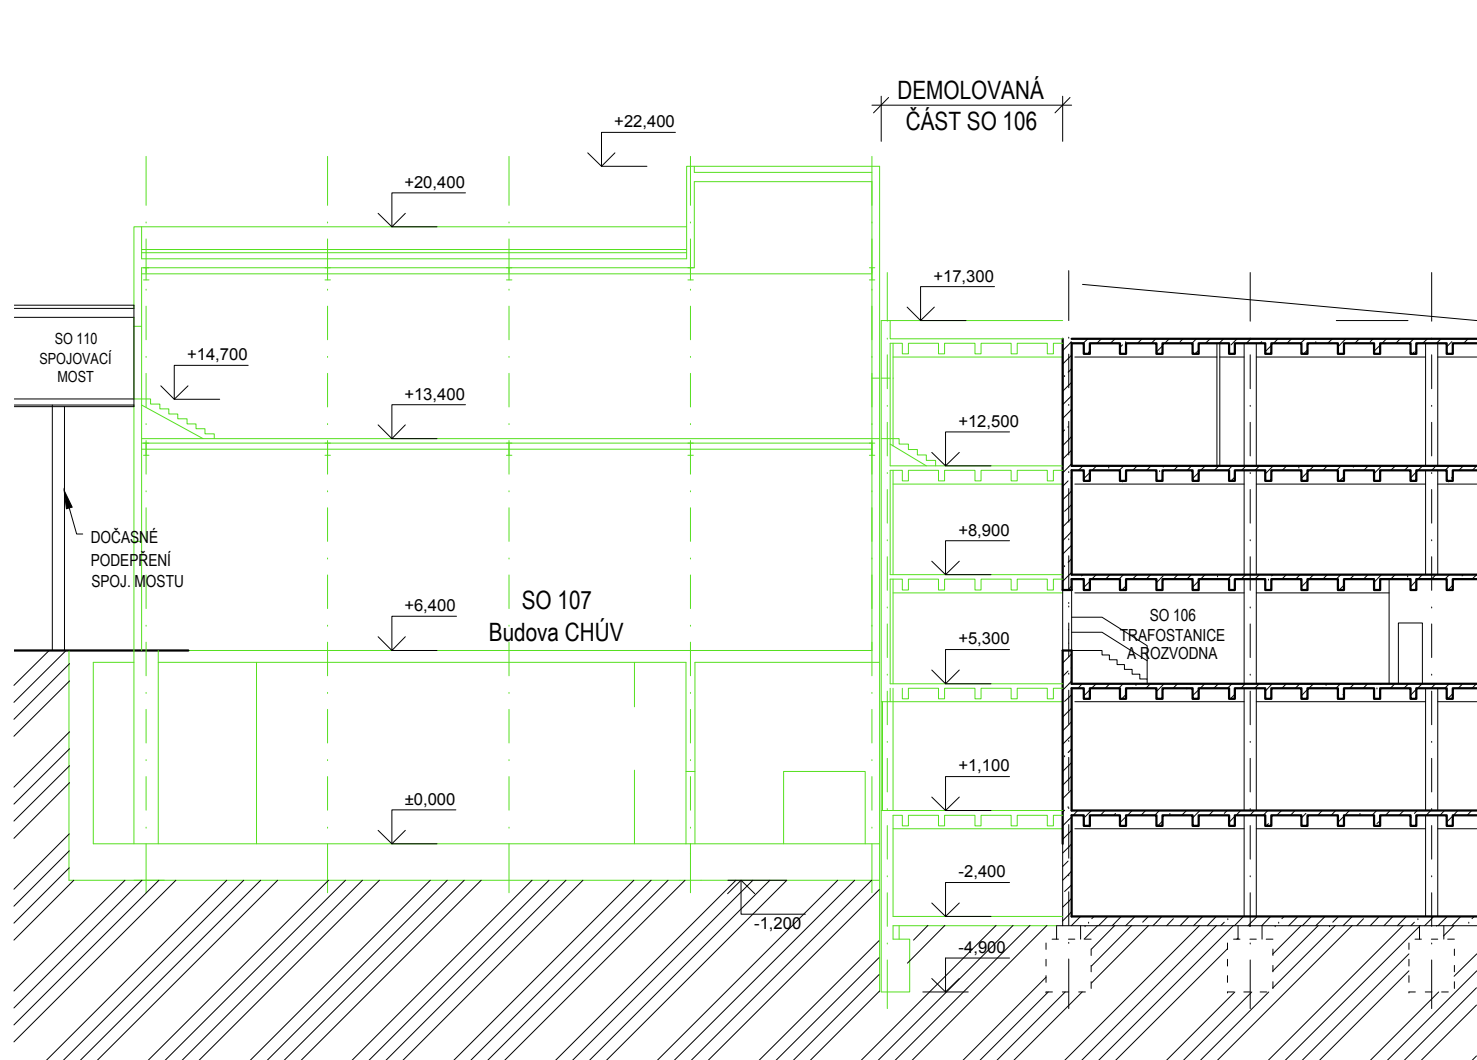 DEMOLOVANÁ
ČÁST SO 106
+22,400
+20,400
+17,300
SO 110
SPOJOVACÍ
MOST
+14,700
+13,400
+12,500
DOČASNÉ
PODEPŘENÍ
SPOJ. MOSTU
+8,900
SO 107
Budova CHÚV
+6,400
+5,300
SO 106
TRAFOSTANICE
A ROZVODNA
+1,100
±0,000
-2,400
-1,200
-4,900